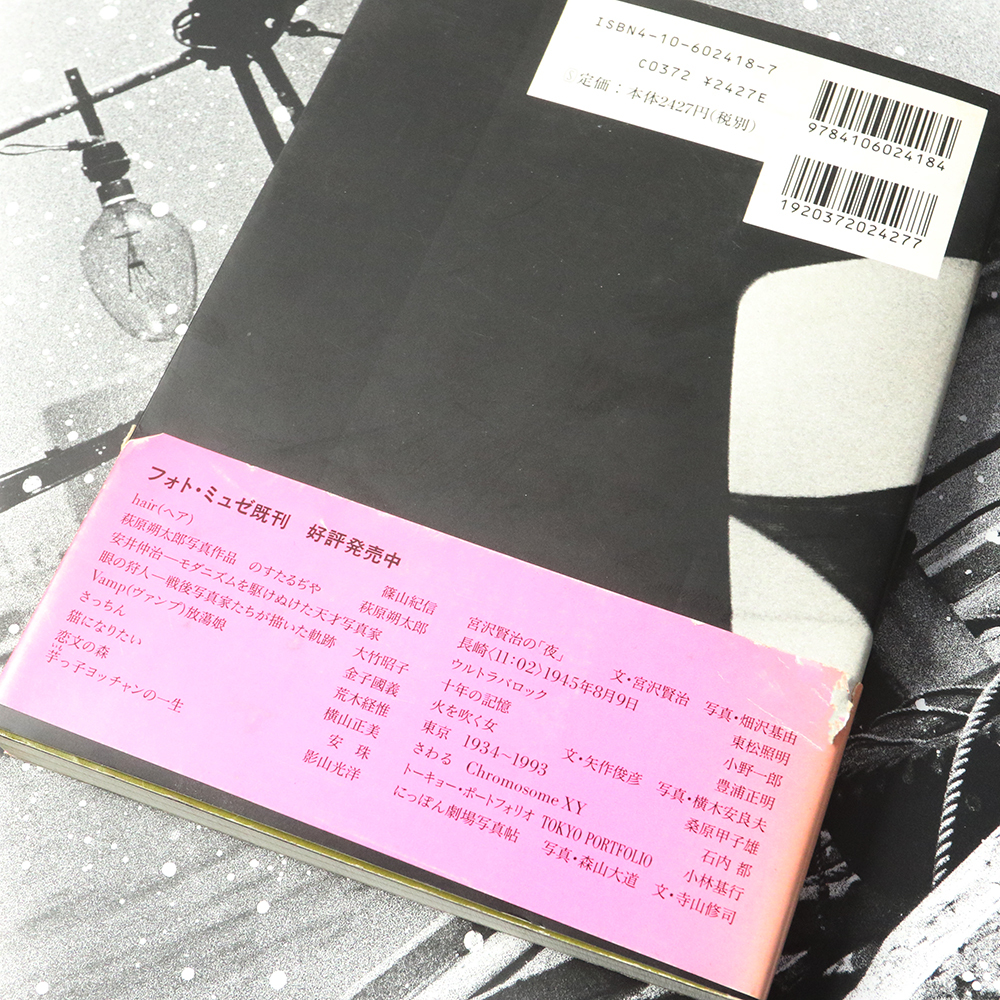 ISBN4-10-602418-7
C0372 ¥2427E
定価：本体2427円(税別)
9784106024184
1920372024277
フォト・ミュゼ既刊 好評発売中
hair(ヘア) 篠山紀信
萩原朔太郎写真作品 のすたるぢや 萩原朔太郎
安井仲治—モダニズムを駆けぬけた天才写真家
眼の狩人—戦後写真家たちが描いた軌跡 大竹昭子
Vamp(ヴァンプ)放蕩娘 金子國義
さっちん 荒木経惟
猫になりたい 横山正美
恋文の森 安 珠
芋っ子ヨッチャンの一生 影山光洋
宮沢賢治の「夜」 文・宮沢賢治 写真・畑沢基由
長崎〈11:02〉1945年8月9日 東松照明
ウルトラバロック 小野一郎
十年の記憶 豊浦正明
火を吹く女 文・矢作俊彦 写真・横木安良夫
東京 1934−1993 桑原甲子雄
さわる Chromosome XY 石内 都
トーキョー・ポートフォリオ TOKYO PORTFOLIO 小林基行
にっぽん劇場写真帖 写真・森山大道 文・寺山修司